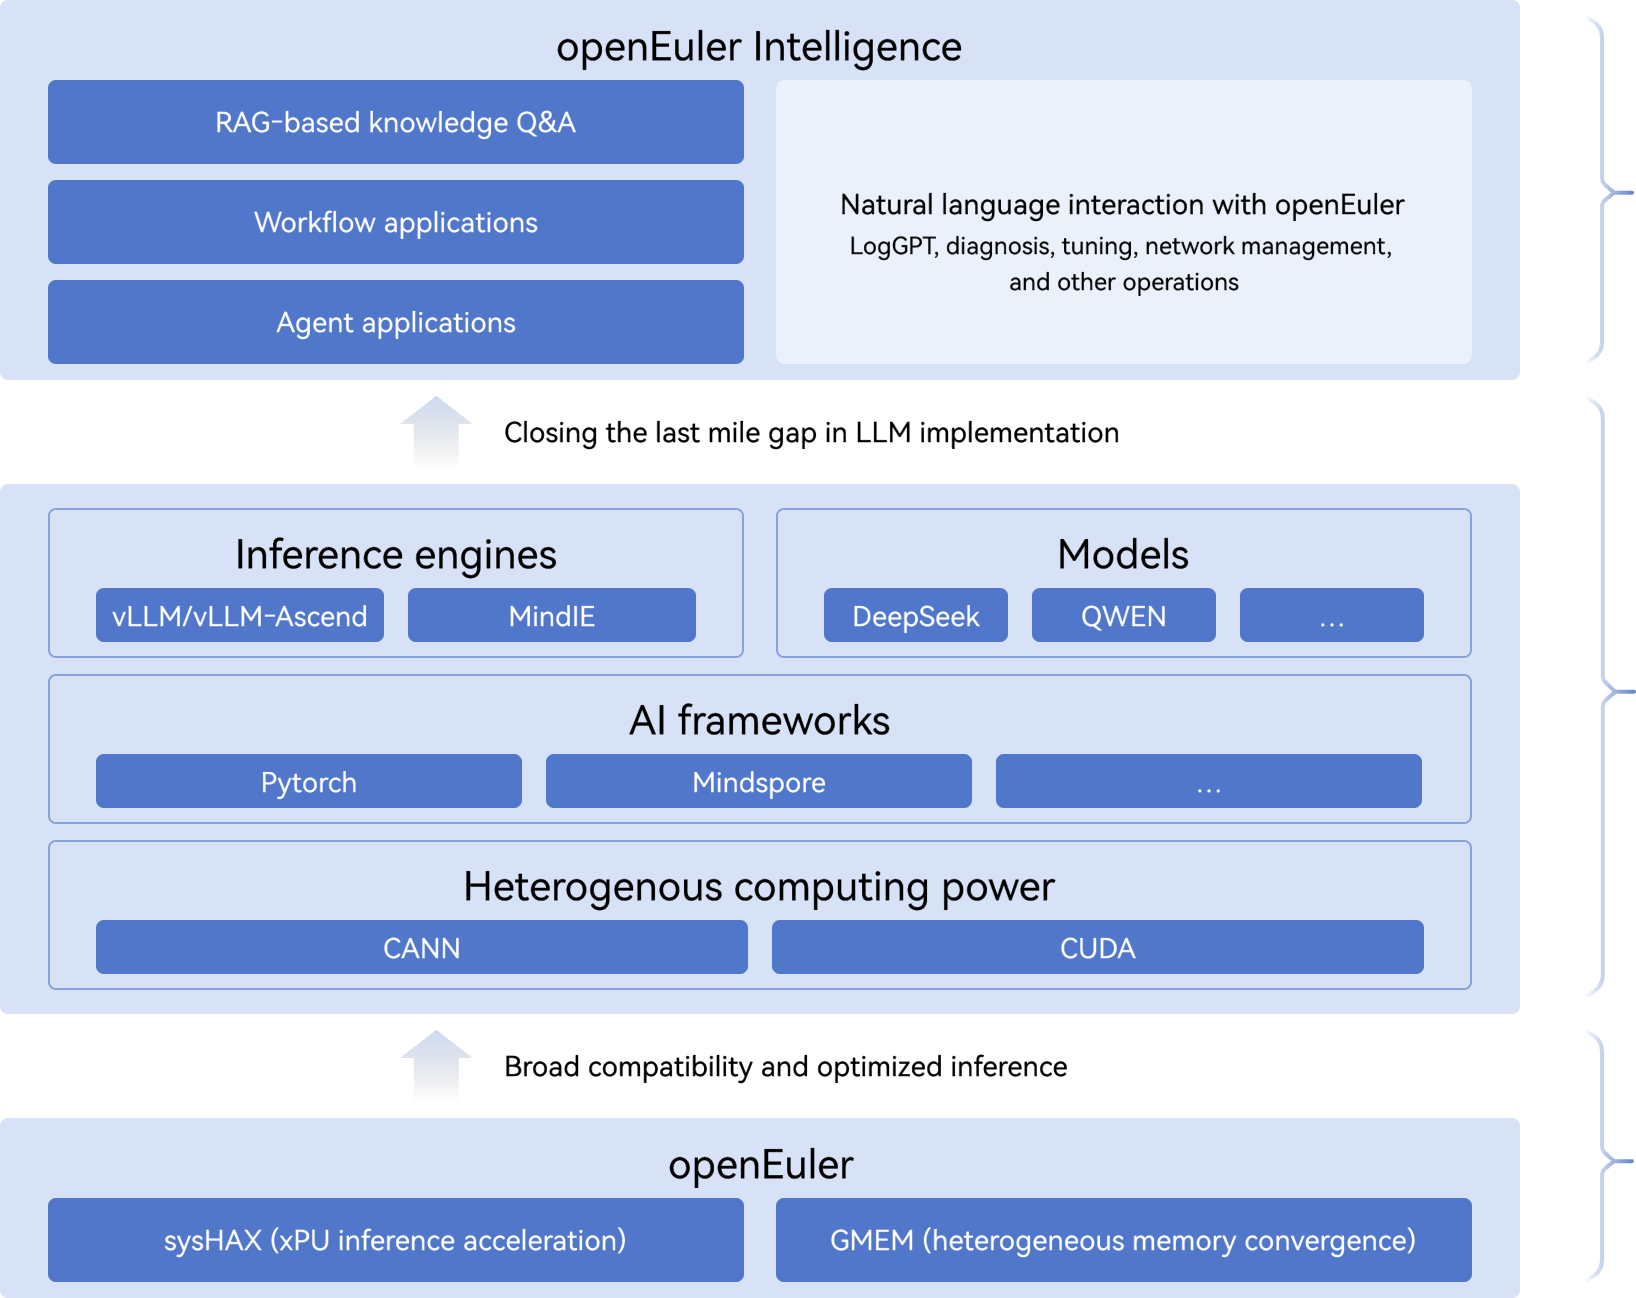 openEuler Intelligence
RAG-based knowledge Q&A
Workflow applications
Agent applications
Natural language interaction with openEuler
LogGPT, diagnosis, tuning, network management,
and other operations
Closing the last mile gap in LLM implementation
Inference engines
vLLM/vLLM-Ascend
MindIE
Models
DeepSeek
QWEN
...
AI frameworks
Pytorch
Mindspore
...
Heterogenous computing power
CANN
CUDA
Broad compatibility and optimized inference
openEuler
sysHAX (xPU inference acceleration)
GMEM (heterogeneous memory convergence)